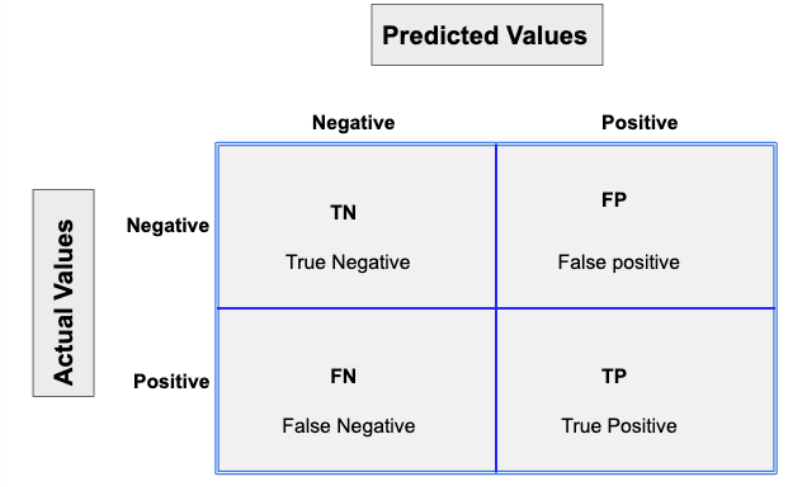 Predicted Values
Negative Positive
Actual Values
Negative
TN
True Negative
FP
False positive
Positive
FN
False Negative
TP
True Positive